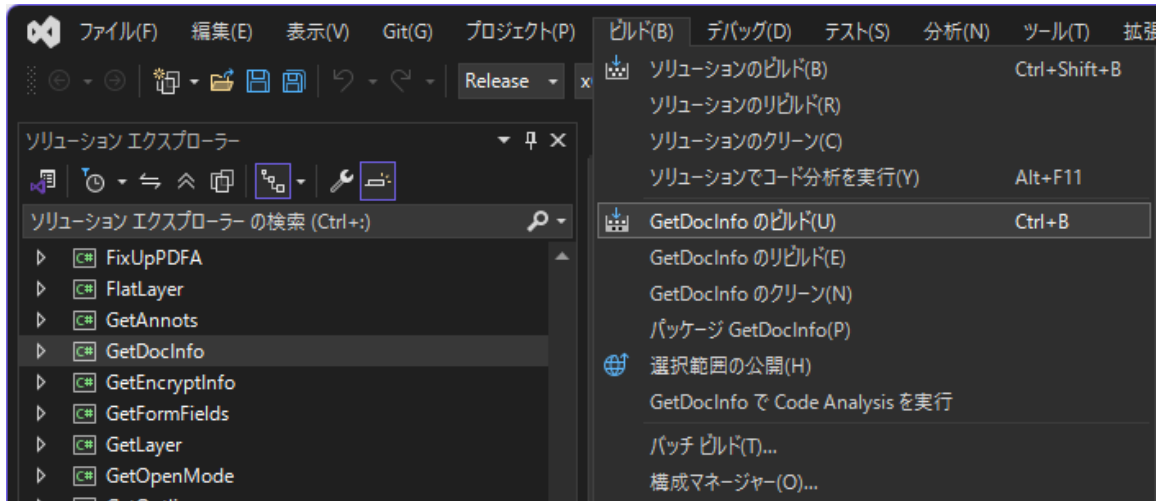 ファイル(F) 編集(E) 表示(V) Git(G) プロジェクト(P) ビルド(B) デバッグ(D) テスト(S) 分析(N) ツール(T) 拡張
Release
ソリューション エクスプローラー
ソリューション エクスプローラー の検索 (Ctrl+:)
FixUpPDFA
FlatLayer
GetAnnots
GetDocInfo
GetEncryptInfo
GetFormFields
GetLayer
GetOpenMode
ソリューションのビルド(B) Ctrl+Shift+B
ソリューションのリビルド(R)
ソリューションのクリーン(C)
ソリューションでコード分析を実行(Y) Alt+F11
GetDocInfo のビルド(U) Ctrl+B
GetDocInfo のリビルド(E)
GetDocInfo のクリーン(N)
パッケージ GetDocInfo(P)
選択範囲の公開(H)
GetDocInfo で Code Analysis を実行
バッチ ビルド(T)...
構成マネージャー(O)...